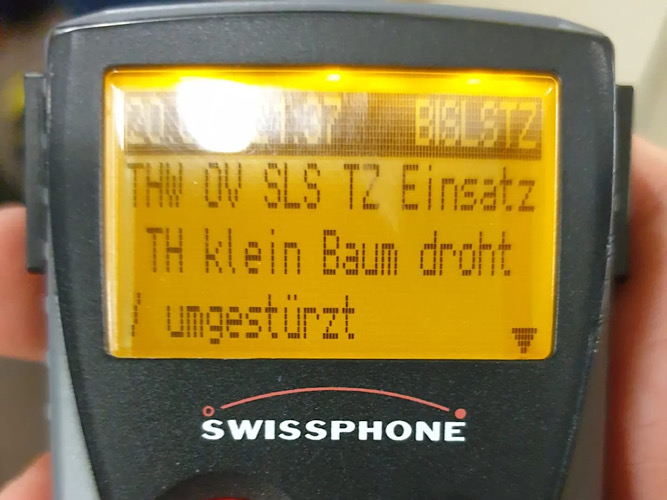 THW OV SLS TZ Einsatz
TH klein Baum droht
/ umgestürzt
SWISSPHONE